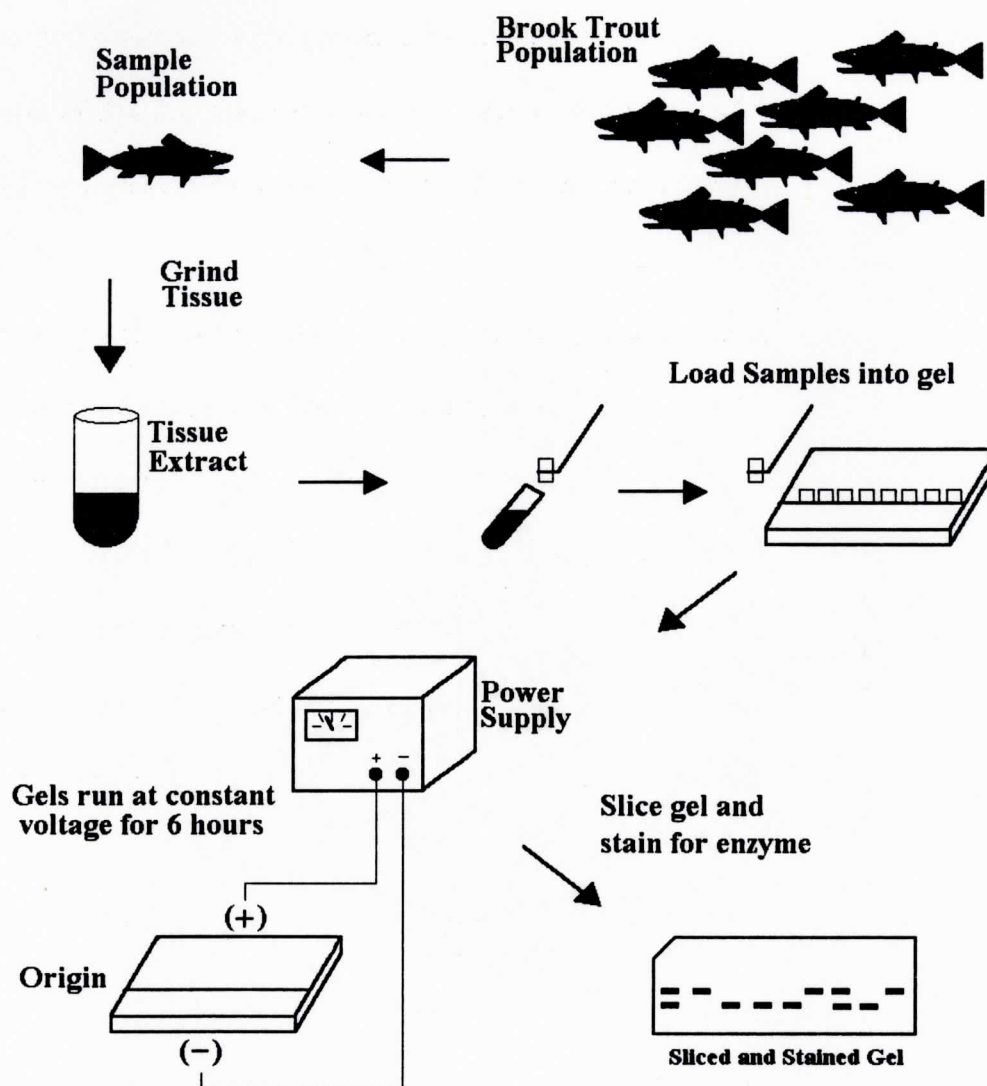 Brook Trout
Population
Sample
Population
Grind
Tissue
Load Samples into gel
Tissue
Extract
Power
Supply
+ −
Gels run at constant
voltage for 6 hours
Slice gel and
stain for enzyme
(+)
Origin
(−)
Sliced and Stained Gel